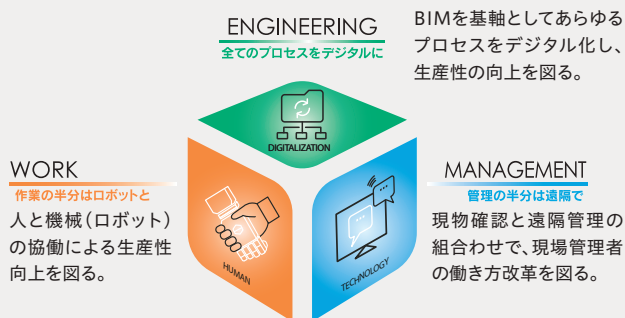 ENGINEERING
全てのプロセスをデジタルに
BIMを基軸としてあらゆる
プロセスをデジタル化し、
生産性の向上を図る。
DIGITALIZATION
WORK
作業の半分はロボットと
人と機械(ロボット)
の協働による生産性
向上を図る。
HUMAN
TECHNOLOGY
MANAGEMENT
管理の半分は遠隔で
現物確認と遠隔管理の
組合わせで、現場管理者
の働き方改革を図る。